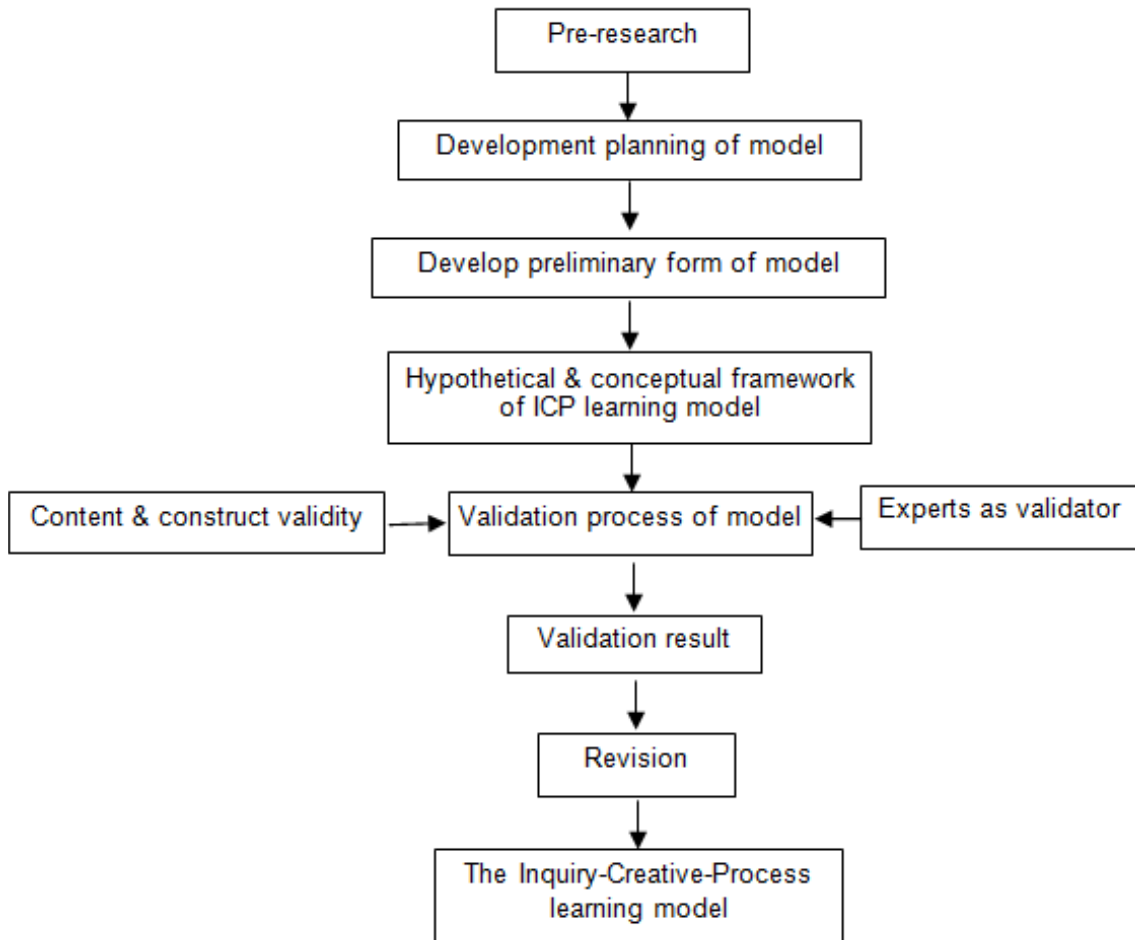 Pre-research
Development planning of model
Develop preliminary form of model
Hypothetical & conceptual framework
of ICP learning model
Content & construct validity
Validation process of model
Experts as validator
Validation result
Revision
The Inquiry-Creative-Process
learning model